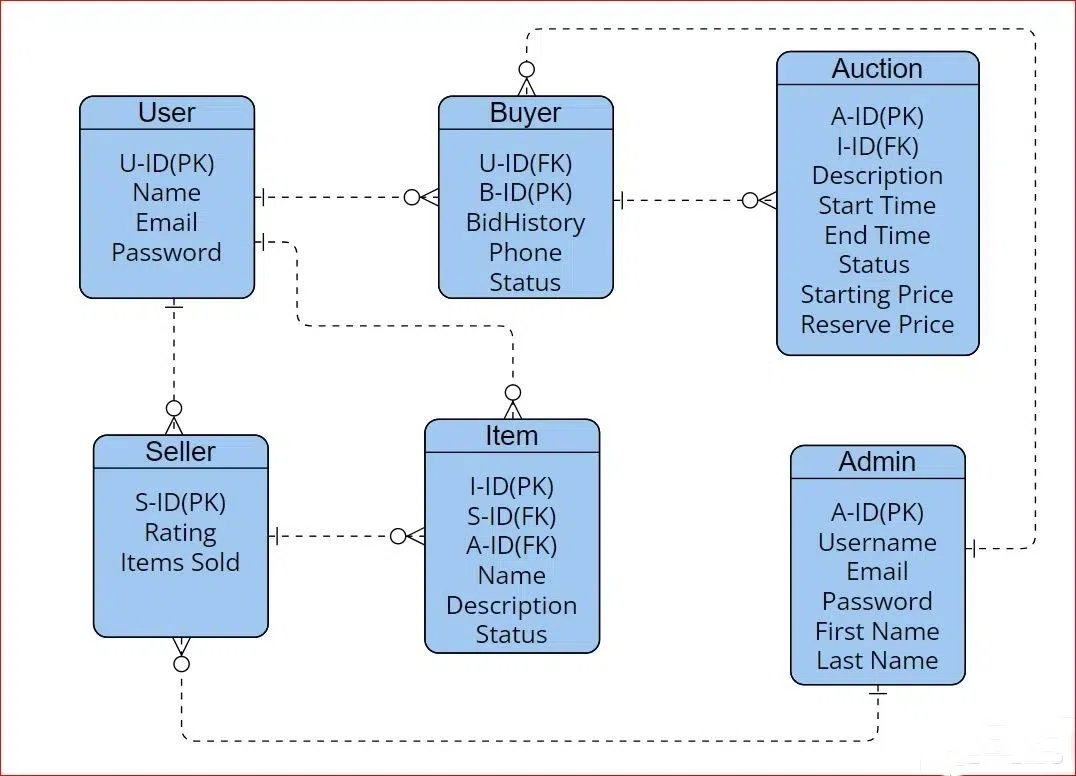 User
U-ID(PK)
Name
Email
Password
Buyer
U-ID(FK)
B-ID(PK)
BidHistory
Phone
Status
Auction
A-ID(PK)
I-ID(FK)
Description
Start Time
End Time
Status
Starting Price
Reserve Price
Seller
S-ID(PK)
Rating
Items Sold
Item
I-ID(PK)
S-ID(FK)
A-ID(FK)
Name
Description
Status
Admin
A-ID(PK)
Username
Email
Password
First Name
Last Name